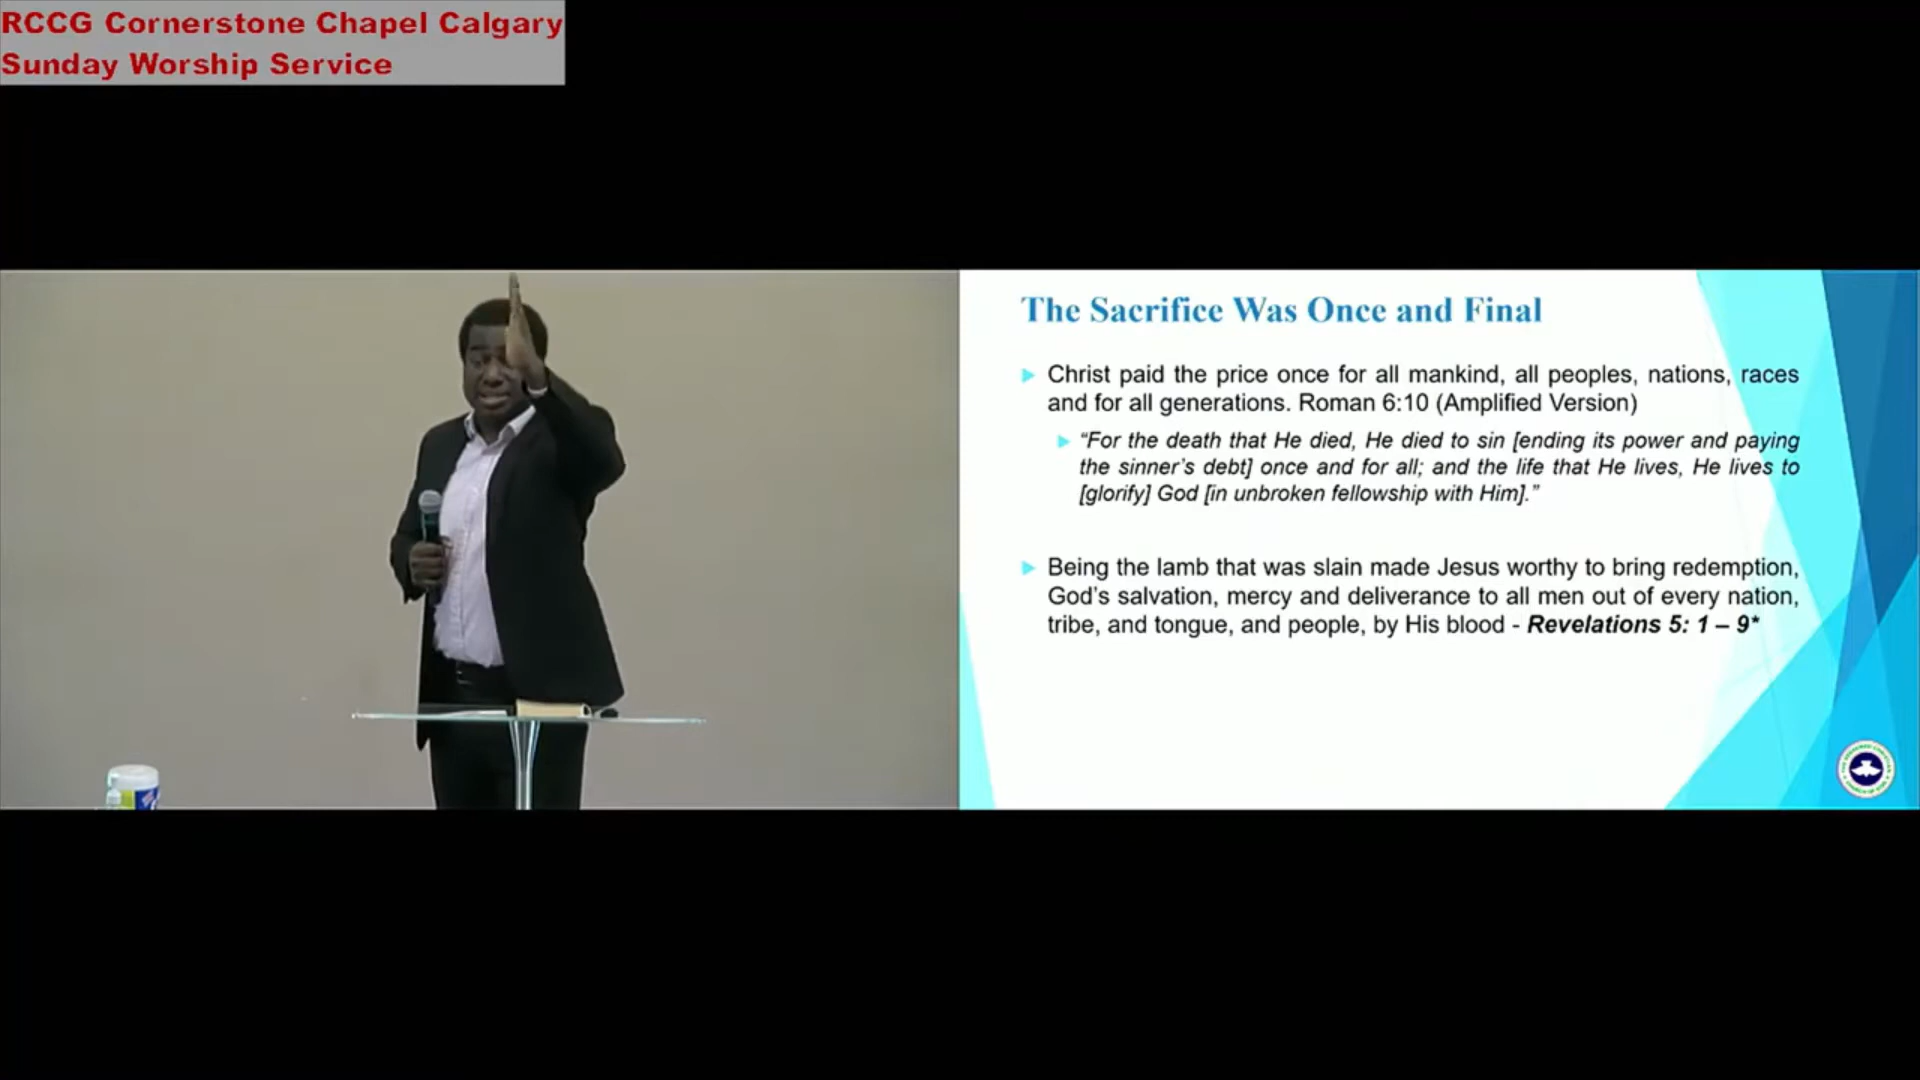 RCCG Cornerstone Chapel Calgary
Sunday Worship Service
The Sacrifice Was Once and Final
Christ paid the price once for all mankind, all peoples, nations, races
and for all generations. Roman 6:10 (Amplified Version)
“For the death that He died, He died to sin [ending its power and paying
the sinner’s debt] once and for all; and the life that He lives, He lives to
[glorify] God [in unbroken fellowship with Him].”
Being the lamb that was slain made Jesus worthy to bring redemption,
God’s salvation, mercy and deliverance to all men out of every nation,
tribe, and tongue, and people, by His blood - Revelations 5: 1 – 9*